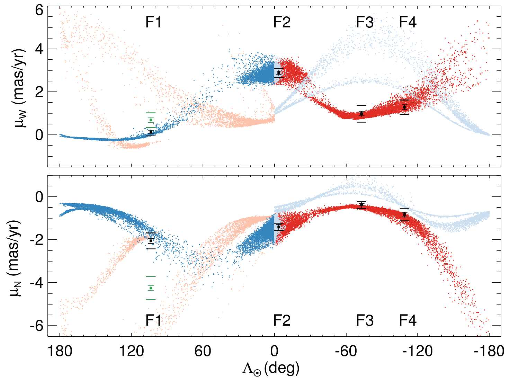 F1 F2 F3 F4
6
4
2
0
μW (mas/yr)
0
-2
-4
-6
μN (mas/yr)
F1 F2 F3 F4
180 120 60 0 -60 -120 -180
Λ⊙ (deg)